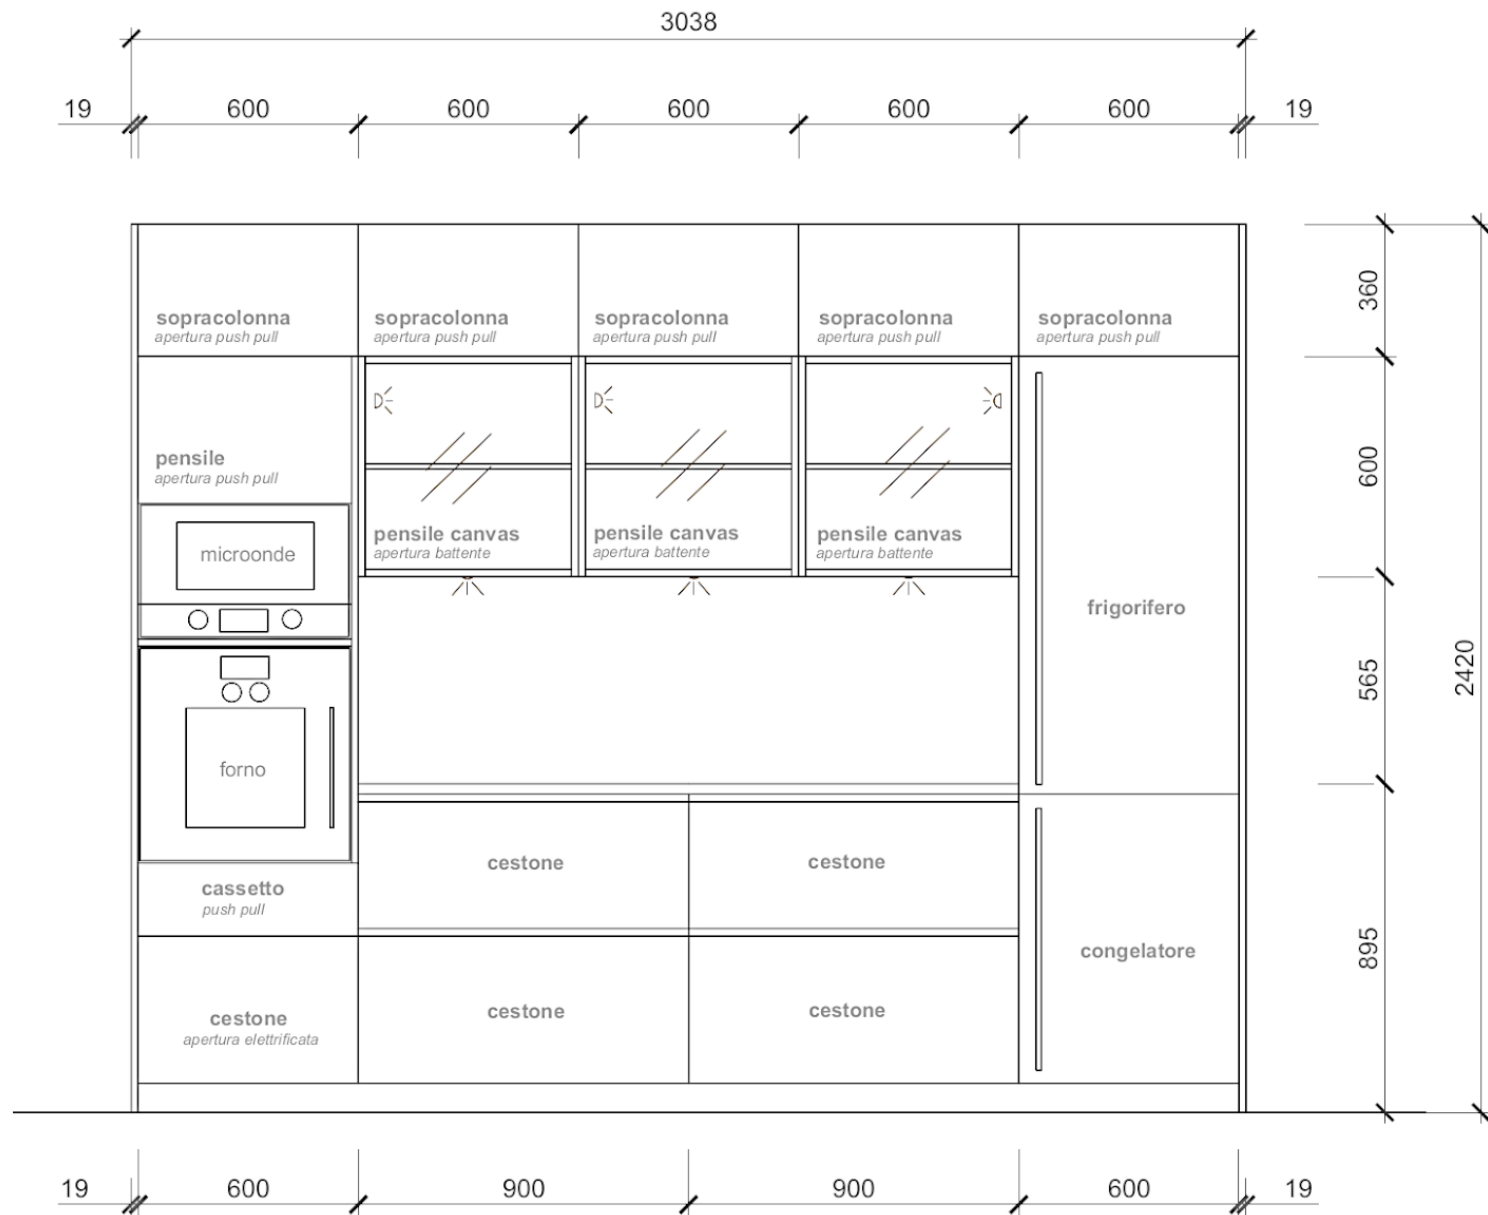 3038
19
600
600
600
600
600
19
360
sopracolonna
apertura push pull
sopracolonna
apertura push pull
sopracolonna
apertura push pull
sopracolonna
apertura push pull
sopracolonna
apertura push pull
600
pensile
apertura push pull
pensile canvas
apertura battente
pensile canvas
apertura battente
pensile canvas
apertura battente
microonde
frigorifero
565
2420
forno
cestone
cestone
cassetto
push pull
895
congelatore
cestone
apertura elettrificata
cestone
cestone
19
600
900
900
600
19